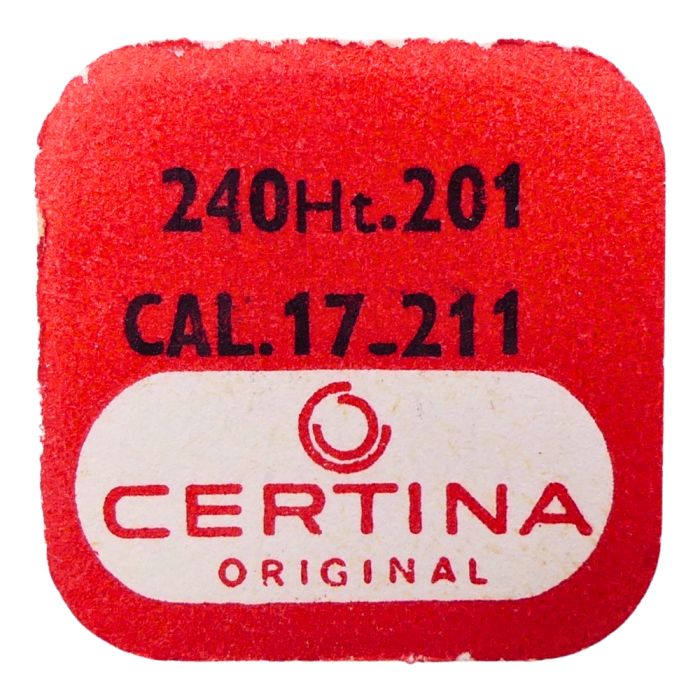 240Ht.201
CAL.17-211
CERTINA
ORIGINAL